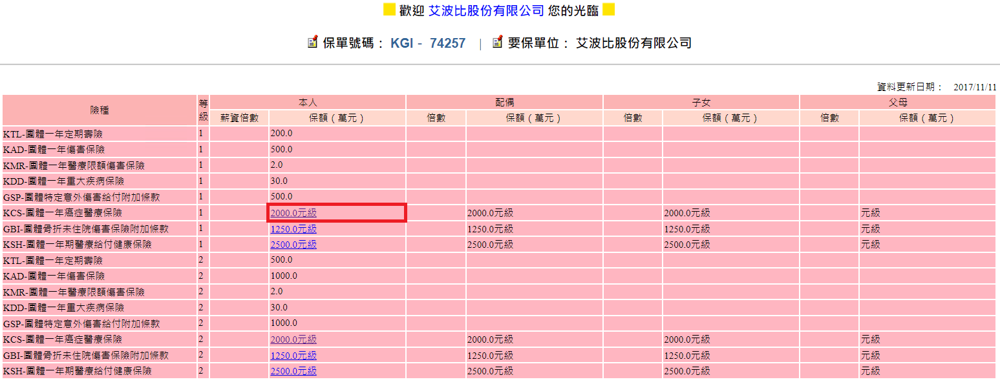 歡迎 艾波比股份有限公司 您的光臨
保單號碼： KGI - 74257 | 要保單位： 艾波比股份有限公司
資料更新日期： 2017/11/11
險種 等級 本人 配偶 子女 父母
薪資倍數 保額（萬元） 倍數 保額（萬元） 倍數 保額（萬元） 倍數 保額（萬元）
KTL-團體一年定期壽險 1 200.0
KAD-團體一年傷害保險 1 500.0
KMR-團體一年醫療限額傷害保險 1 2.0
KDD-團體一年重大疾病保險 1 30.0
GSP-團體特定意外傷害給付附加條款 1 500.0
KCS-團體一年癌症醫療保險 1 2000.0元級 2000.0元級 2000.0元級 元級
GBI-團體骨折未住院傷害保險附加條款 1 1250.0元級 1250.0元級 1250.0元級 元級
KSH-團體一年期醫療給付健康保險 1 2500.0元級 2500.0元級 2500.0元級 元級
KTL-團體一年定期壽險 2 500.0
KAD-團體一年傷害保險 2 1000.0
KMR-團體一年醫療限額傷害保險 2 2.0
KDD-團體一年重大疾病保險 2 30.0
GSP-團體特定意外傷害給付附加條款 2 1000.0
KCS-團體一年癌症醫療保險 2 2000.0元級 2000.0元級 2000.0元級 元級
GBI-團體骨折未住院傷害保險附加條款 2 1250.0元級 1250.0元級 1250.0元級 元級
KSH-團體一年期醫療給付健康保險 2 2500.0元級 2500.0元級 2500.0元級 元級